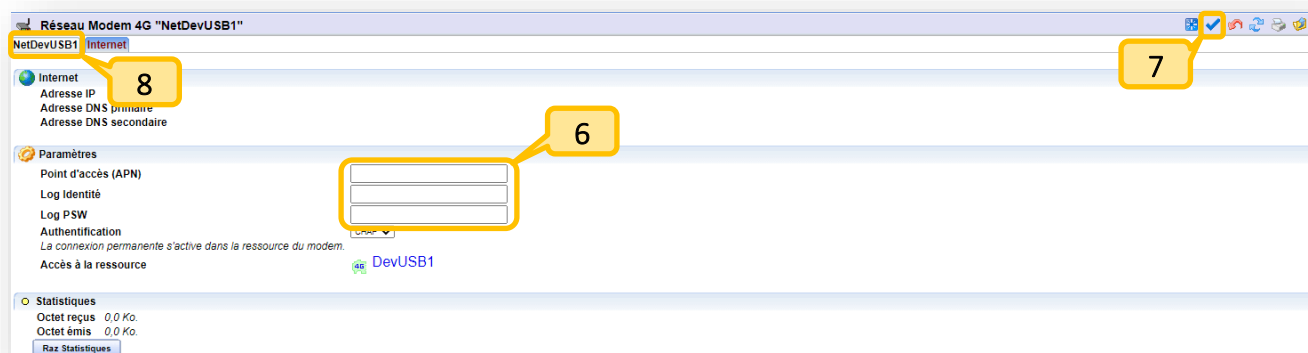 Réseau Modem 4G "NetDevUSB1"
NetDevUSB1 Internet
7
8
Internet
Adresse IP
Adresse DNS primaire
Adresse DNS secondaire
6
Paramètres
Point d'accès (APN)
Log Identité
Log PSW
Authentification CHAP
La connexion permanente s'active dans la ressource du modem.
Accès à la ressource 4G DevUSB1
Statistiques
Octet reçus 0,0 Ko.
Octet émis 0,0 Ko.
Raz Statistiques